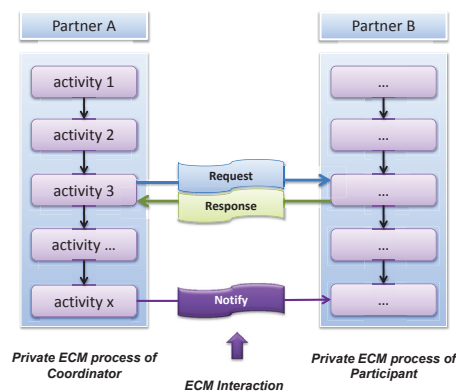 Partner A
Partner B
activity 1
...
activity 2
...
activity 3
Request
Response
...
activity ...
...
activity x
Notify
...
Private ECM process of
Coordinator
ECM Interaction
Private ECM process of
Participant